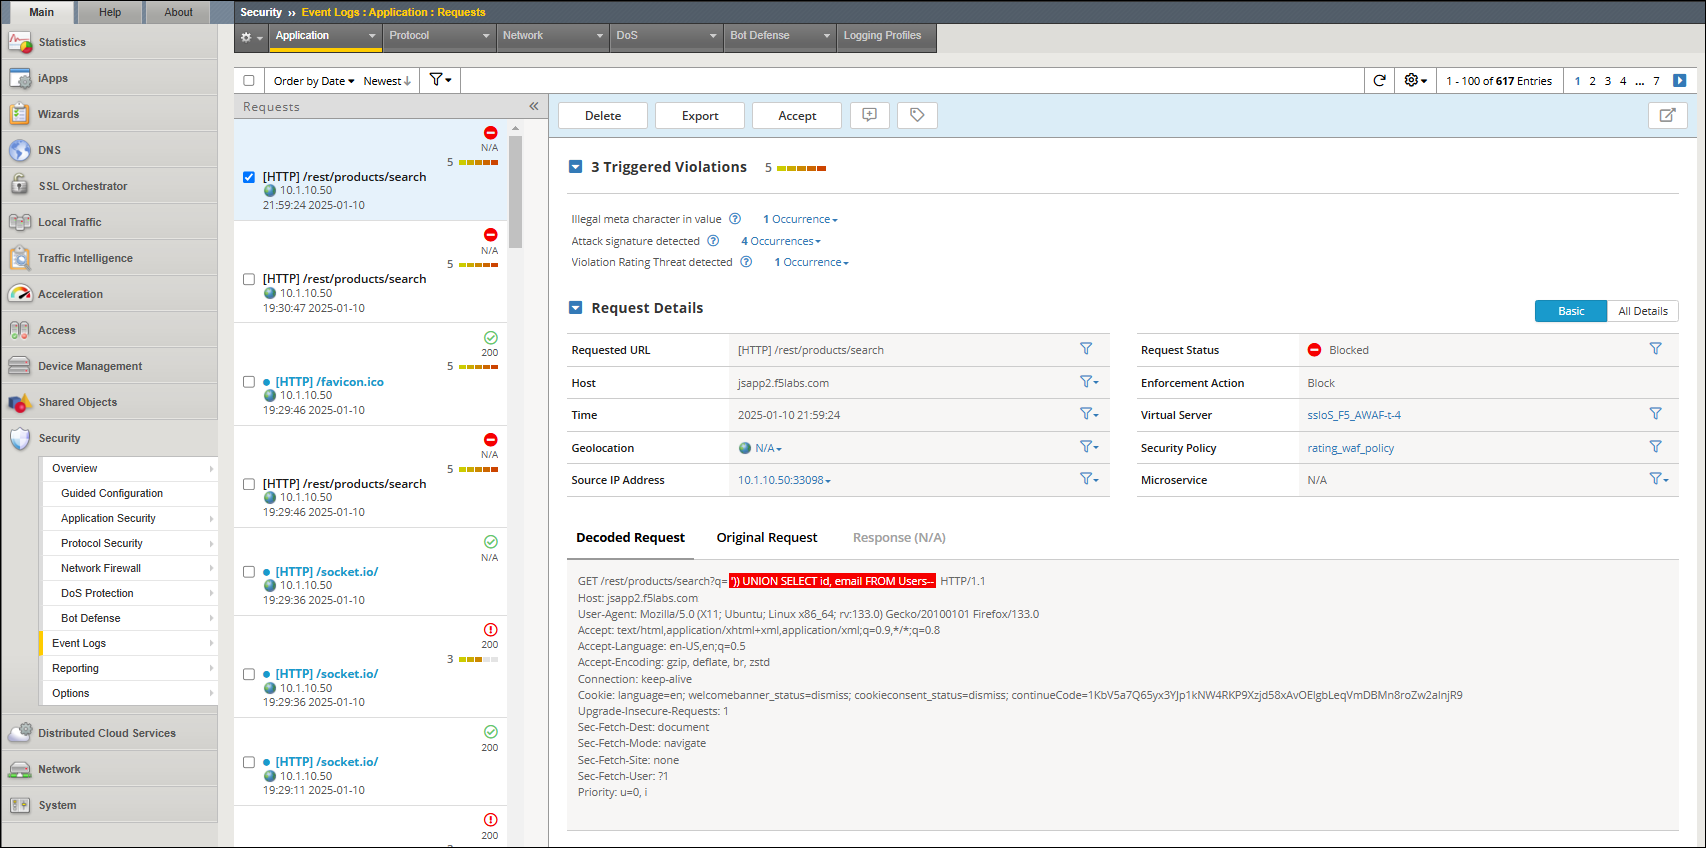 Main
Help
About
Security ›› Event Logs : Application : Requests
Statistics
iApps
Wizards
DNS
SSL Orchestrator
Local Traffic
Traffic Intelligence
Acceleration
Access
Device Management
Shared Objects
Security
Overview
Guided Configuration
Application Security
Protocol Security
Network Firewall
DoS Protection
Bot Defense
Event Logs
Reporting
Options
Distributed Cloud Services
Network
System
Application
Protocol
Network
DoS
Bot Defense
Logging Profiles
Order by Date Newest↓
1 - 100 of 617 Entries
1 2 3 4 ... 7
Requests «
N/A
5
[HTTP] /rest/products/search
10.1.10.50
21:59:24 2025-01-10
N/A
5
[HTTP] /rest/products/search
10.1.10.50
19:30:47 2025-01-10
200
5
[HTTP] /favicon.ico
10.1.10.50
19:29:46 2025-01-10
N/A
5
[HTTP] /rest/products/search
10.1.10.50
19:29:46 2025-01-10
N/A
[HTTP] /socket.io/
10.1.10.50
19:29:36 2025-01-10
200
3
[HTTP] /socket.io/
10.1.10.50
19:29:36 2025-01-10
200
[HTTP] /socket.io/
10.1.10.50
19:29:11 2025-01-10
200
Delete
Export
Accept
3 Triggered Violations 5
Illegal meta character in value ? 1 Occurrence
Attack signature detected ? 4 Occurrences
Violation Rating Threat detected ? 1 Occurrence
Request Details
Basic
All Details
Requested URL [HTTP] /rest/products/search
Host jsapp2.f5labs.com
Time 2025-01-10 21:59:24
Geolocation N/A
Source IP Address 10.1.10.50:33098
Request Status Blocked
Enforcement Action Block
Virtual Server ssloS_F5_AWAF-t-4
Security Policy rating_waf_policy
Microservice N/A
Decoded Request
Original Request
Response (N/A)
GET /rest/products/search?q= ')) UNION SELECT id, email FROM Users-- HTTP/1.1
Host: jsapp2.f5labs.com
User-Agent: Mozilla/5.0 (X11; Ubuntu; Linux x86_64; rv:133.0) Gecko/20100101 Firefox/133.0
Accept: text/html,application/xhtml+xml,application/xml;q=0.9,*/*;q=0.8
Accept-Language: en-US,en;q=0.5
Accept-Encoding: gzip, deflate, br, zstd
Connection: keep-alive
Cookie: language=en; welcomebanner_status=dismiss; cookieconsent_status=dismiss; continueCode=1KbV5a7Q65yx3YJp1kNW4RKP9Xzjd58xAvOEIgbLeqVmDBMn8roZw2alnjR9
Upgrade-Insecure-Requests: 1
Sec-Fetch-Dest: document
Sec-Fetch-Mode: navigate
Sec-Fetch-Site: none
Sec-Fetch-User: ?1
Priority: u=0, i